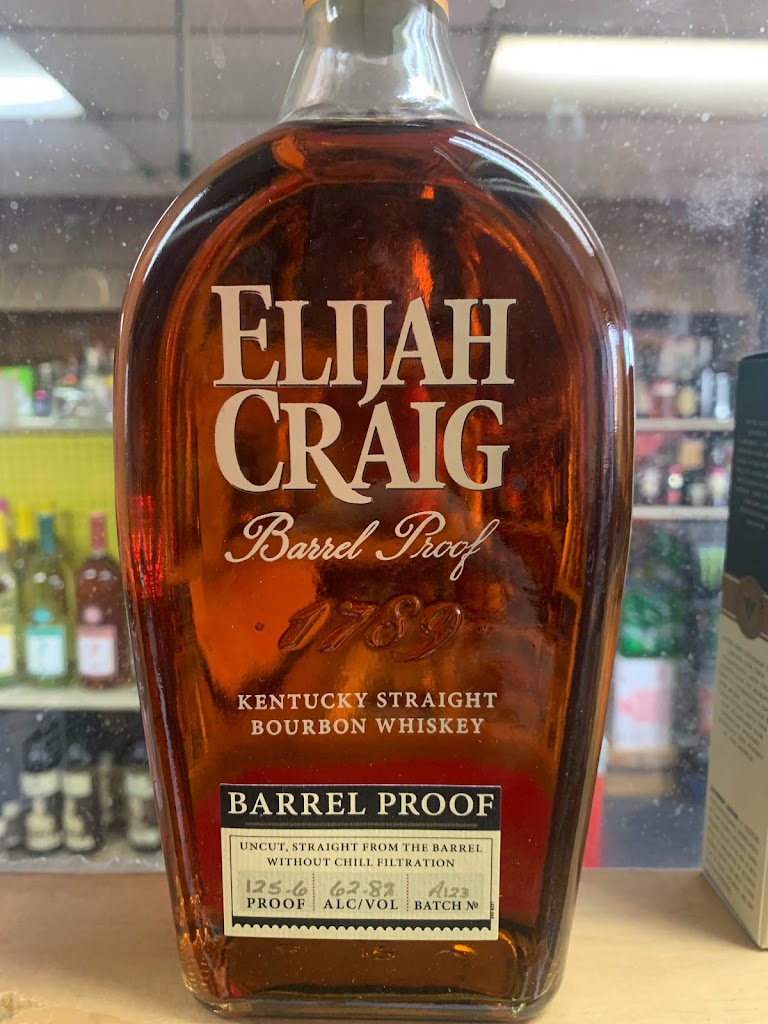 ELIJAH
CRAIG
Barrel Proof
1789
KENTUCKY STRAIGHT
BOURBON WHISKEY
BARREL PROOF
UNCUT, STRAIGHT FROM THE BARREL
WITHOUT CHILL FILTRATION
125.6 62.8% A123
PROOF ALC/VOL BATCH Nº